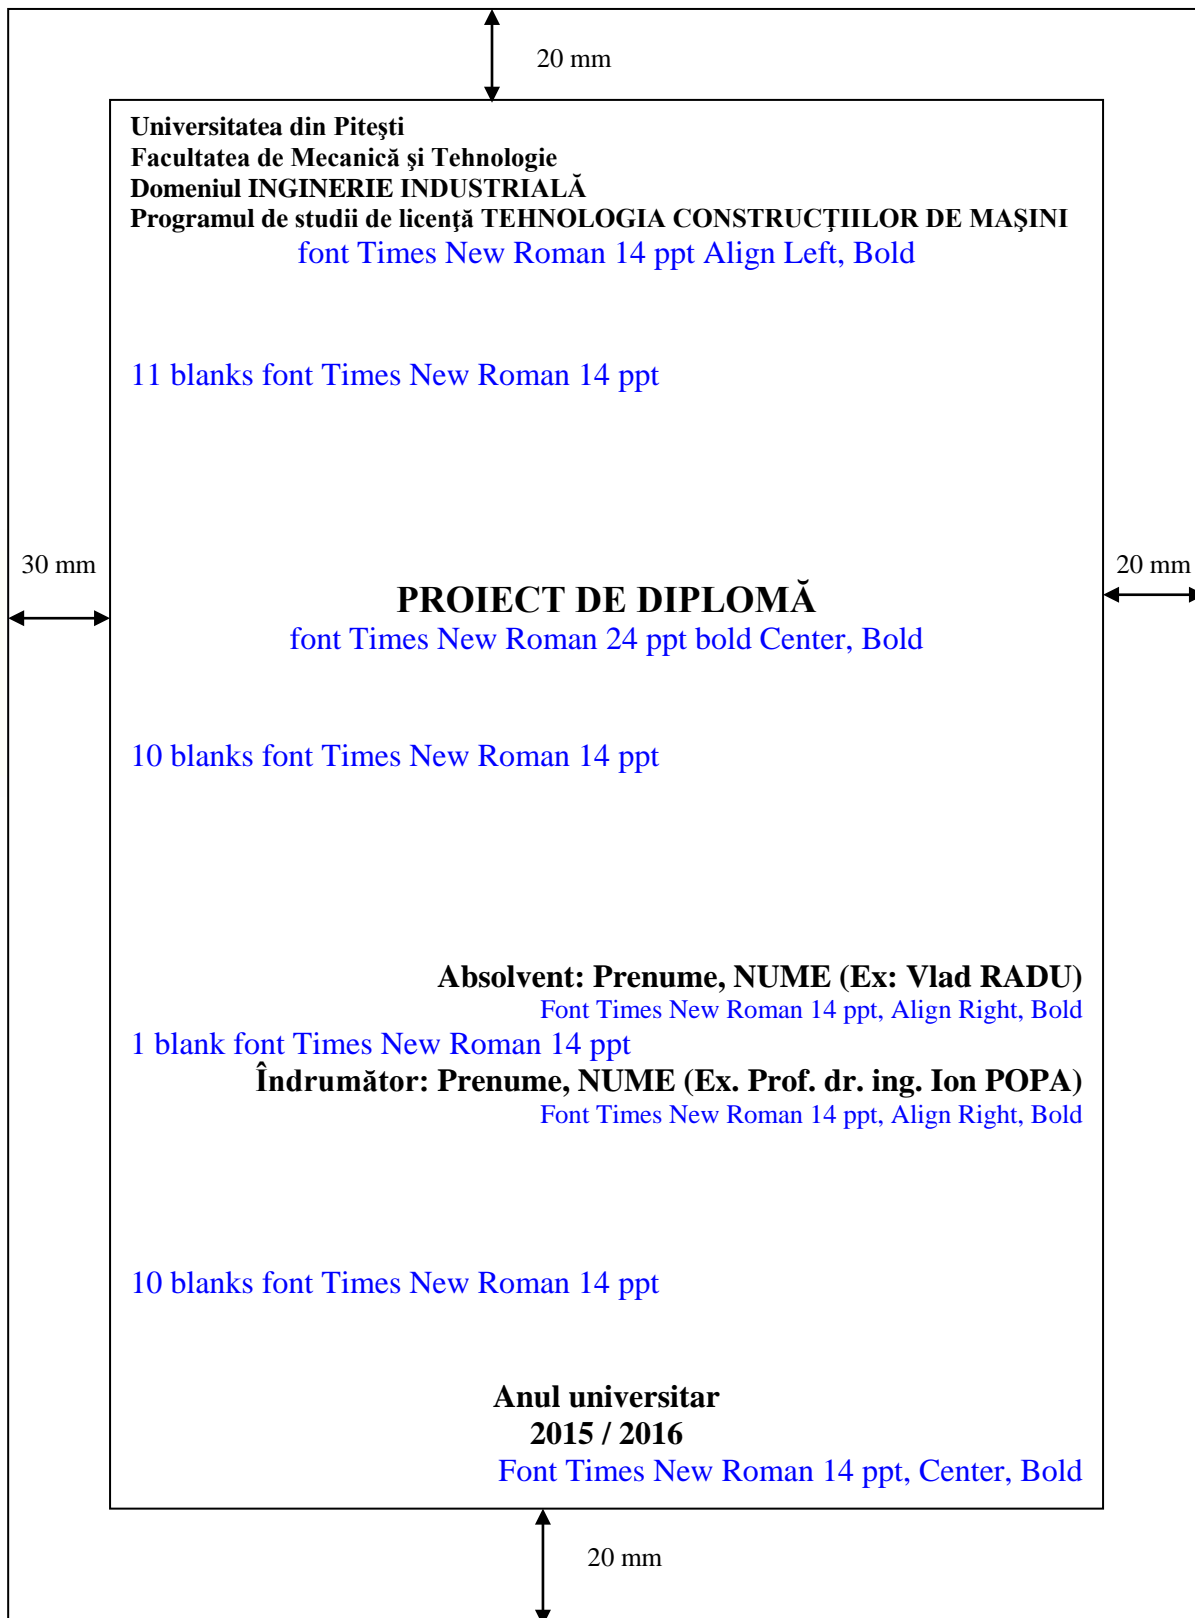 20 mm
Universitatea din Piteşti
Facultatea de Mecanică şi Tehnologie
Domeniul INGINERIE INDUSTRIALĂ
Programul de studii de licenţă TEHNOLOGIA CONSTRUCŢIILOR DE MAŞINI
font Times New Roman 14 ppt Align Left, Bold
11 blanks font Times New Roman 14 ppt
30 mm
20 mm
PROIECT DE DIPLOMĂ
font Times New Roman 24 ppt bold Center, Bold
10 blanks font Times New Roman 14 ppt
Absolvent: Prenume, NUME (Ex: Vlad RADU)
Font Times New Roman 14 ppt, Align Right, Bold
1 blank font Times New Roman 14 ppt
Îndrumător: Prenume, NUME (Ex. Prof. dr. ing. Ion POPA)
Font Times New Roman 14 ppt, Align Right, Bold
10 blanks font Times New Roman 14 ppt
Anul universitar
2015 / 2016
Font Times New Roman 14 ppt, Center, Bold
20 mm